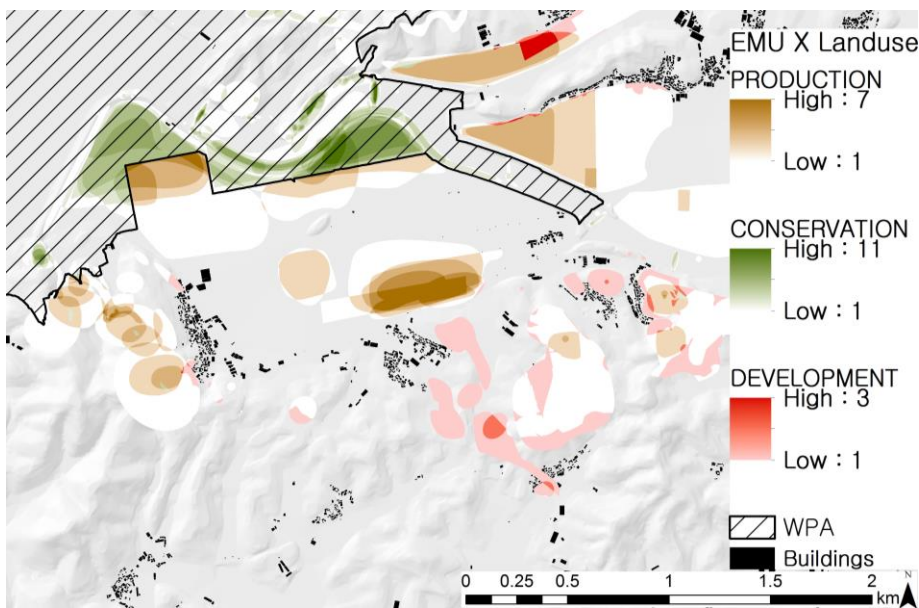 EMU X Landuse
PRODUCTION
High : 7
Low : 1
CONSERVATION
High : 11
Low : 1
DEVELOPMENT
High : 3
Low : 1
WPA
Buildings
0 0.25 0.5 1 1.5 2
km
N